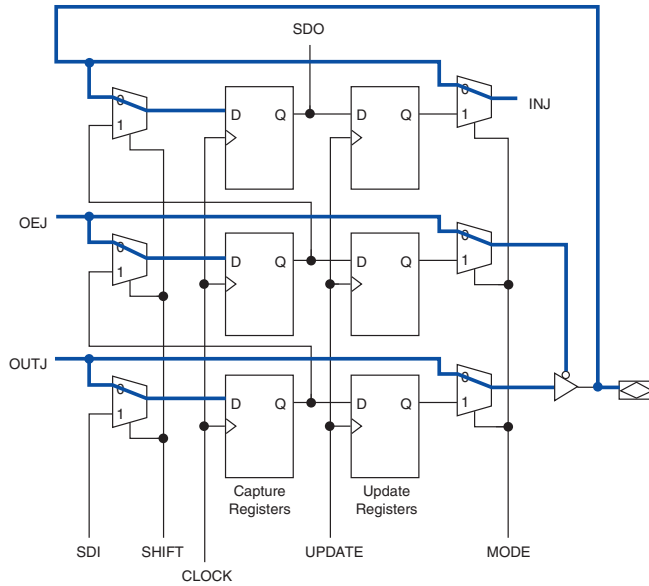 SDO
0
1
D
Q
D
Q
0
1
INJ
OEJ
0
1
D
Q
D
Q
0
1
OUTJ
0
1
D
Q
D
Q
0
1
Capture
Registers
Update
Registers
SDI
SHIFT
CLOCK
UPDATE
MODE